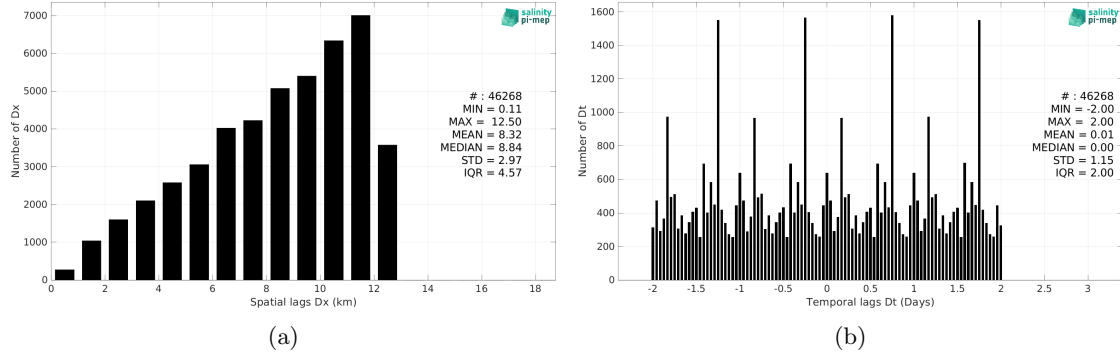 7000
6000
5000
4000
3000
2000
1000
0
Number of Dx
0 2 4 6 8 10 12 14 16 18
Spatial lags Dx (km)
salinity
pi-mep
# : 46268
MIN = 0.11
MAX = 12.50
MEAN = 8.32
MEDIAN = 8.84
STD = 2.97
IQR = 4.57
(a)
1600
1400
1200
1000
800
600
400
200
0
Number of Dt
-2 -1.5 -1 -0.5 0 0.5 1 1.5 2 2.5 3
Temporal lags Dt (Days)
salinity
pi-mep
# : 46268
MIN = -2.00
MAX = 2.00
MEAN = 0.01
MEDIAN = 0.00
STD = 1.15
IQR = 2.00
(b)